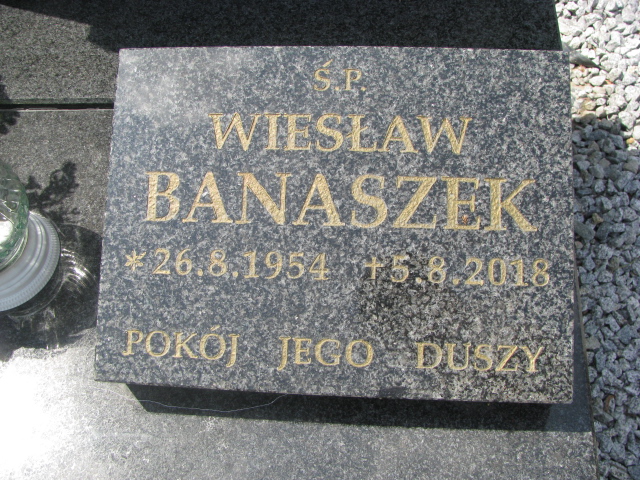 Ś.P.
WIESŁAW
BANASZEK
*26.8.1954 †5.8.2018
POKÓJ JEGO DUSZY